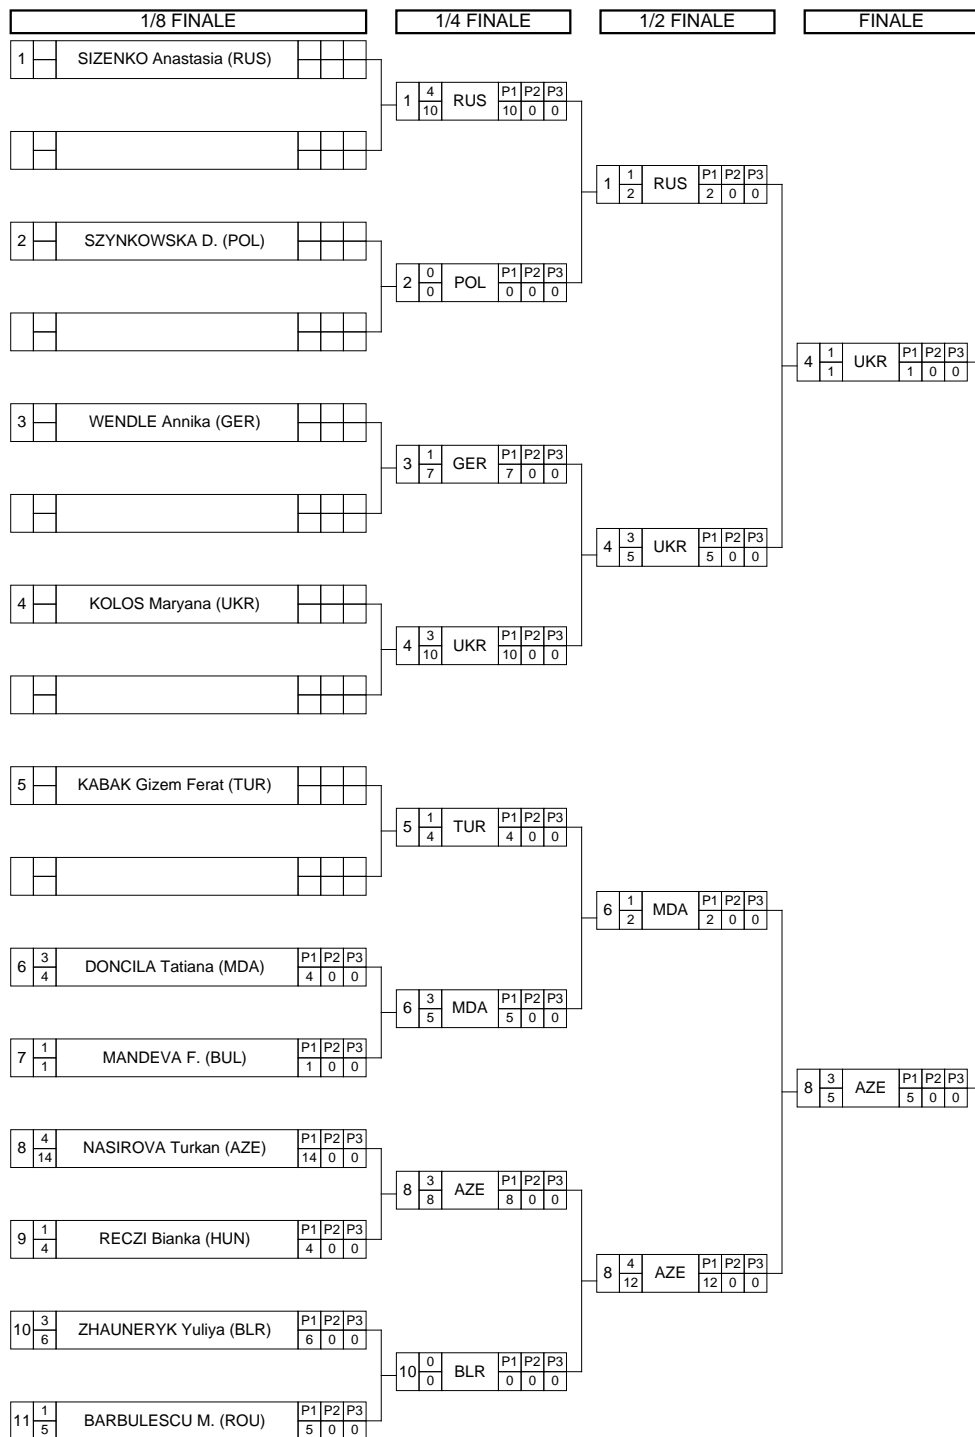 1/8 FINALE 1/4 FINALE 1/2 FINALE FINALE
1 SIZENKO Anastasia (RUS)
1 4 10 RUS P1 P2 P3 10 0 0
1 1 2 RUS P1 P2 P3 2 0 0
2 SZYNKOWSKA D. (POL)
2 0 0 POL P1 P2 P3 0 0 0
4 1 1 UKR P1 P2 P3 1 0 0
3 WENDLE Annika (GER)
3 1 7 GER P1 P2 P3 7 0 0
4 3 5 UKR P1 P2 P3 5 0 0
4 KOLOS Maryana (UKR)
4 3 10 UKR P1 P2 P3 10 0 0
5 KABAK Gizem Ferat (TUR)
5 1 4 TUR P1 P2 P3 4 0 0
6 1 2 MDA P1 P2 P3 2 0 0
6 3 4 DONCILA Tatiana (MDA) P1 P2 P3 4 0 0
6 3 5 MDA P1 P2 P3 5 0 0
7 1 1 MANDEVA F. (BUL) P1 P2 P3 1 0 0
8 3 5 AZE P1 P2 P3 5 0 0
8 4 14 NASIROVA Turkan (AZE) P1 P2 P3 14 0 0
8 3 8 AZE P1 P2 P3 8 0 0
9 1 4 RECZI Bianka (HUN) P1 P2 P3 4 0 0
8 4 12 AZE P1 P2 P3 12 0 0
10 3 6 ZHAUNERYK Yuliya (BLR) P1 P2 P3 6 0 0
10 0 0 BLR P1 P2 P3 0 0 0
11 1 5 BARBULESCU M. (ROU) P1 P2 P3 5 0 0